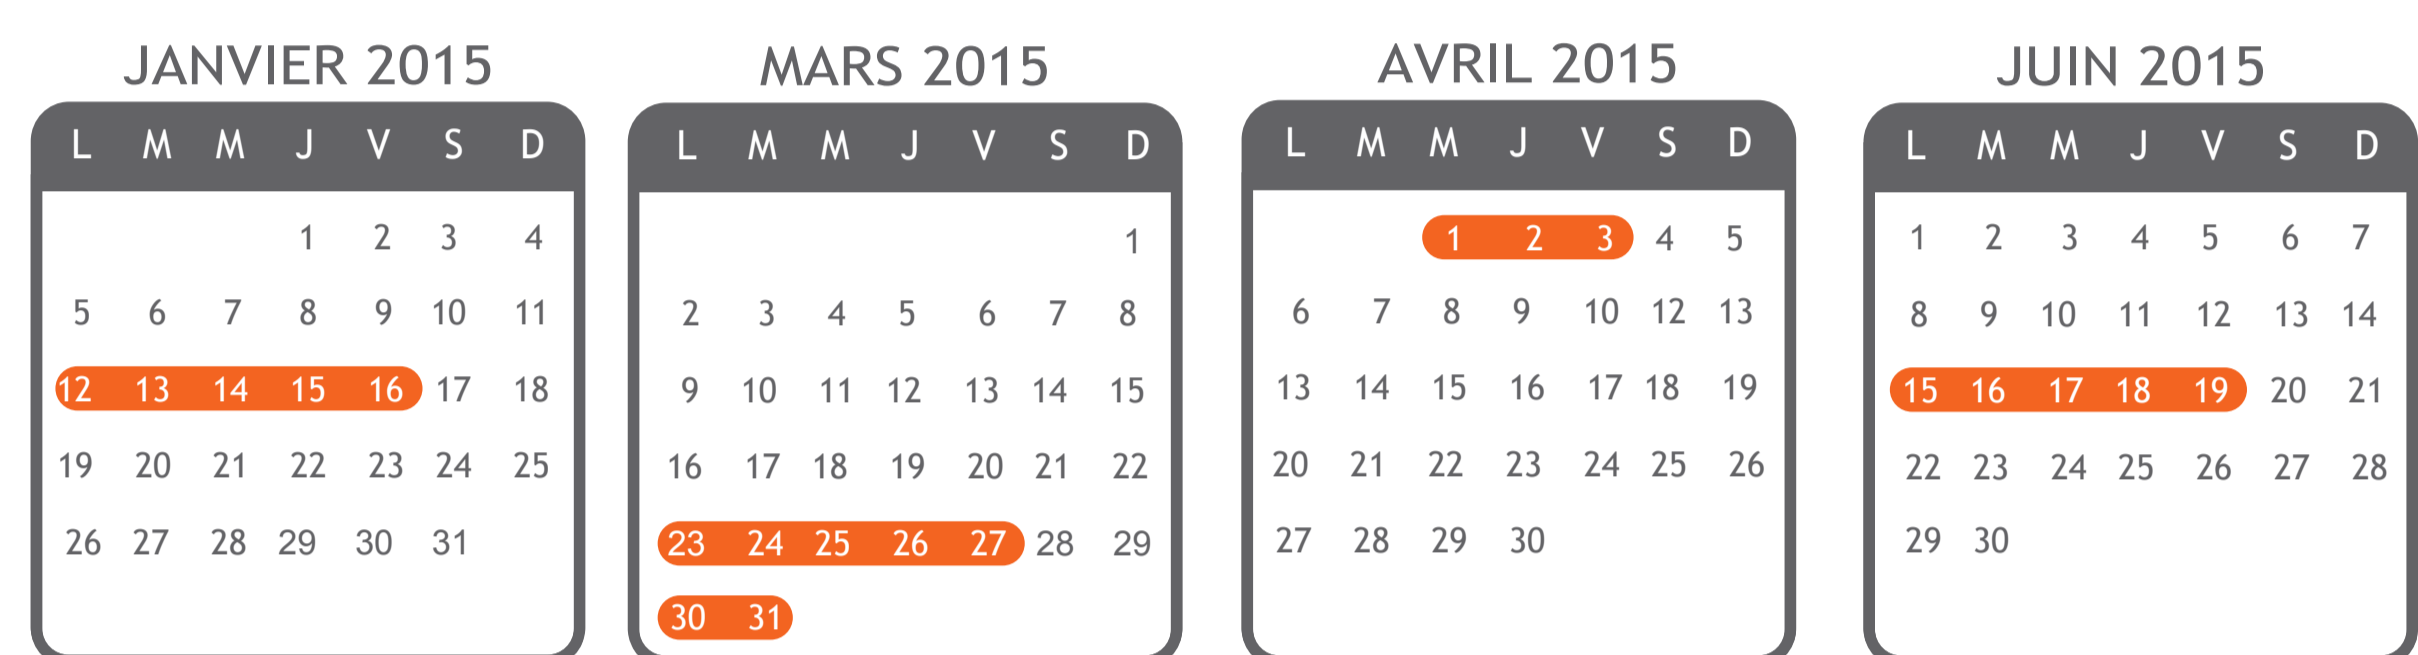 JANVIER 2015
L M M J V S D
1 2 3 4
5 6 7 8 9 10 11
12 13 14 15 16 17 18
19 20 21 22 23 24 25
26 27 28 29 30 31
MARS 2015
L M M J V S D
1
2 3 4 5 6 7 8
9 10 11 12 13 14 15
16 17 18 19 20 21 22
23 24 25 26 27 28 29
30 31
AVRIL 2015
L M M J V S D
1 2 3 4 5
6 7 8 9 10 12 13
13 14 15 16 17 18 19
20 21 22 23 24 25 26
27 28 29 30
JUIN 2015
L M M J V S D
1 2 3 4 5 6 7
8 9 10 11 12 13 14
15 16 17 18 19 20 21
22 23 24 25 26 27 28
29 30